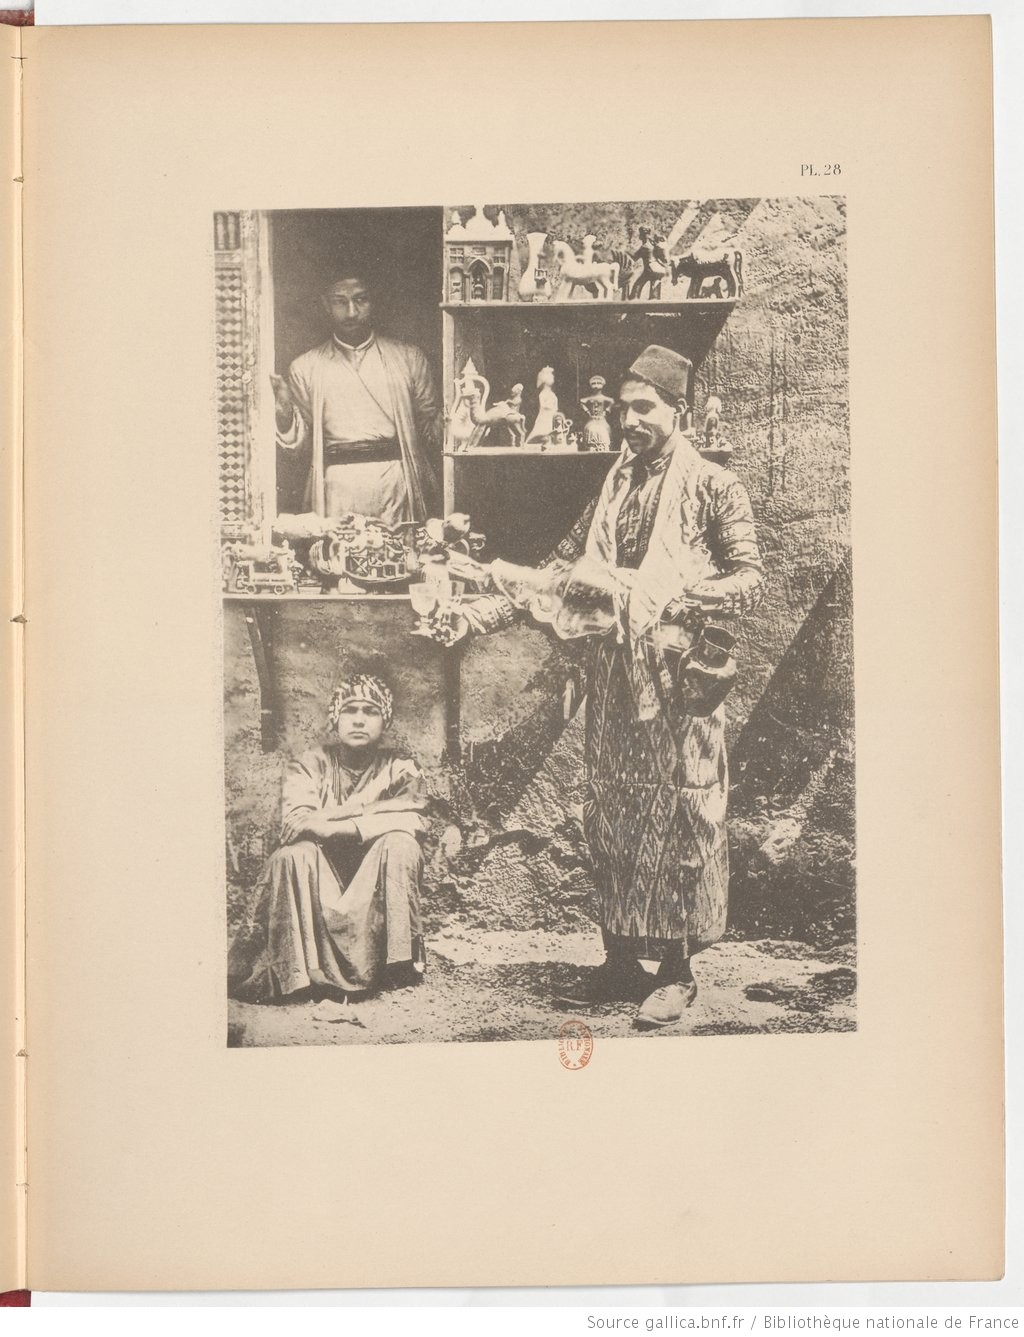 PL. 28
R.F.
Source gallica.bnf.fr / Bibliothèque nationale de France